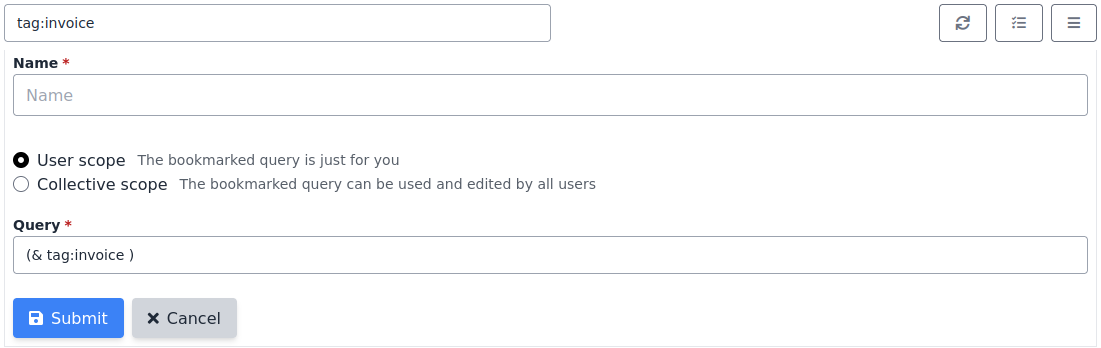 tag:invoice
Name *
Name
User scope The bookmarked query is just for you
Collective scope The bookmarked query can be used and edited by all users
Query *
(& tag:invoice )
Submit Cancel